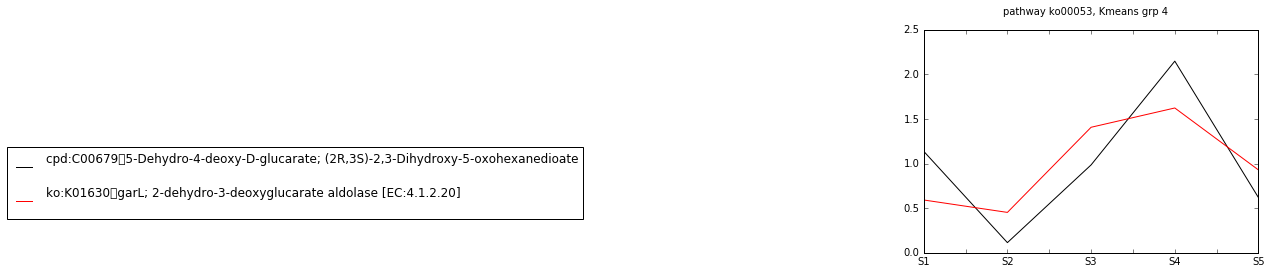 pathway ko00053, Kmeans grp 4
2.5
2.0
1.5
1.0
0.5
0.0
S1 S2 S3 S4 S5
cpd:C00679▯5-Dehydro-4-deoxy-D-glucarate; (2R,3S)-2,3-Dihydroxy-5-oxohexanedioate
ko:K01630▯garL; 2-dehydro-3-deoxyglucarate aldolase [EC:4.1.2.20]